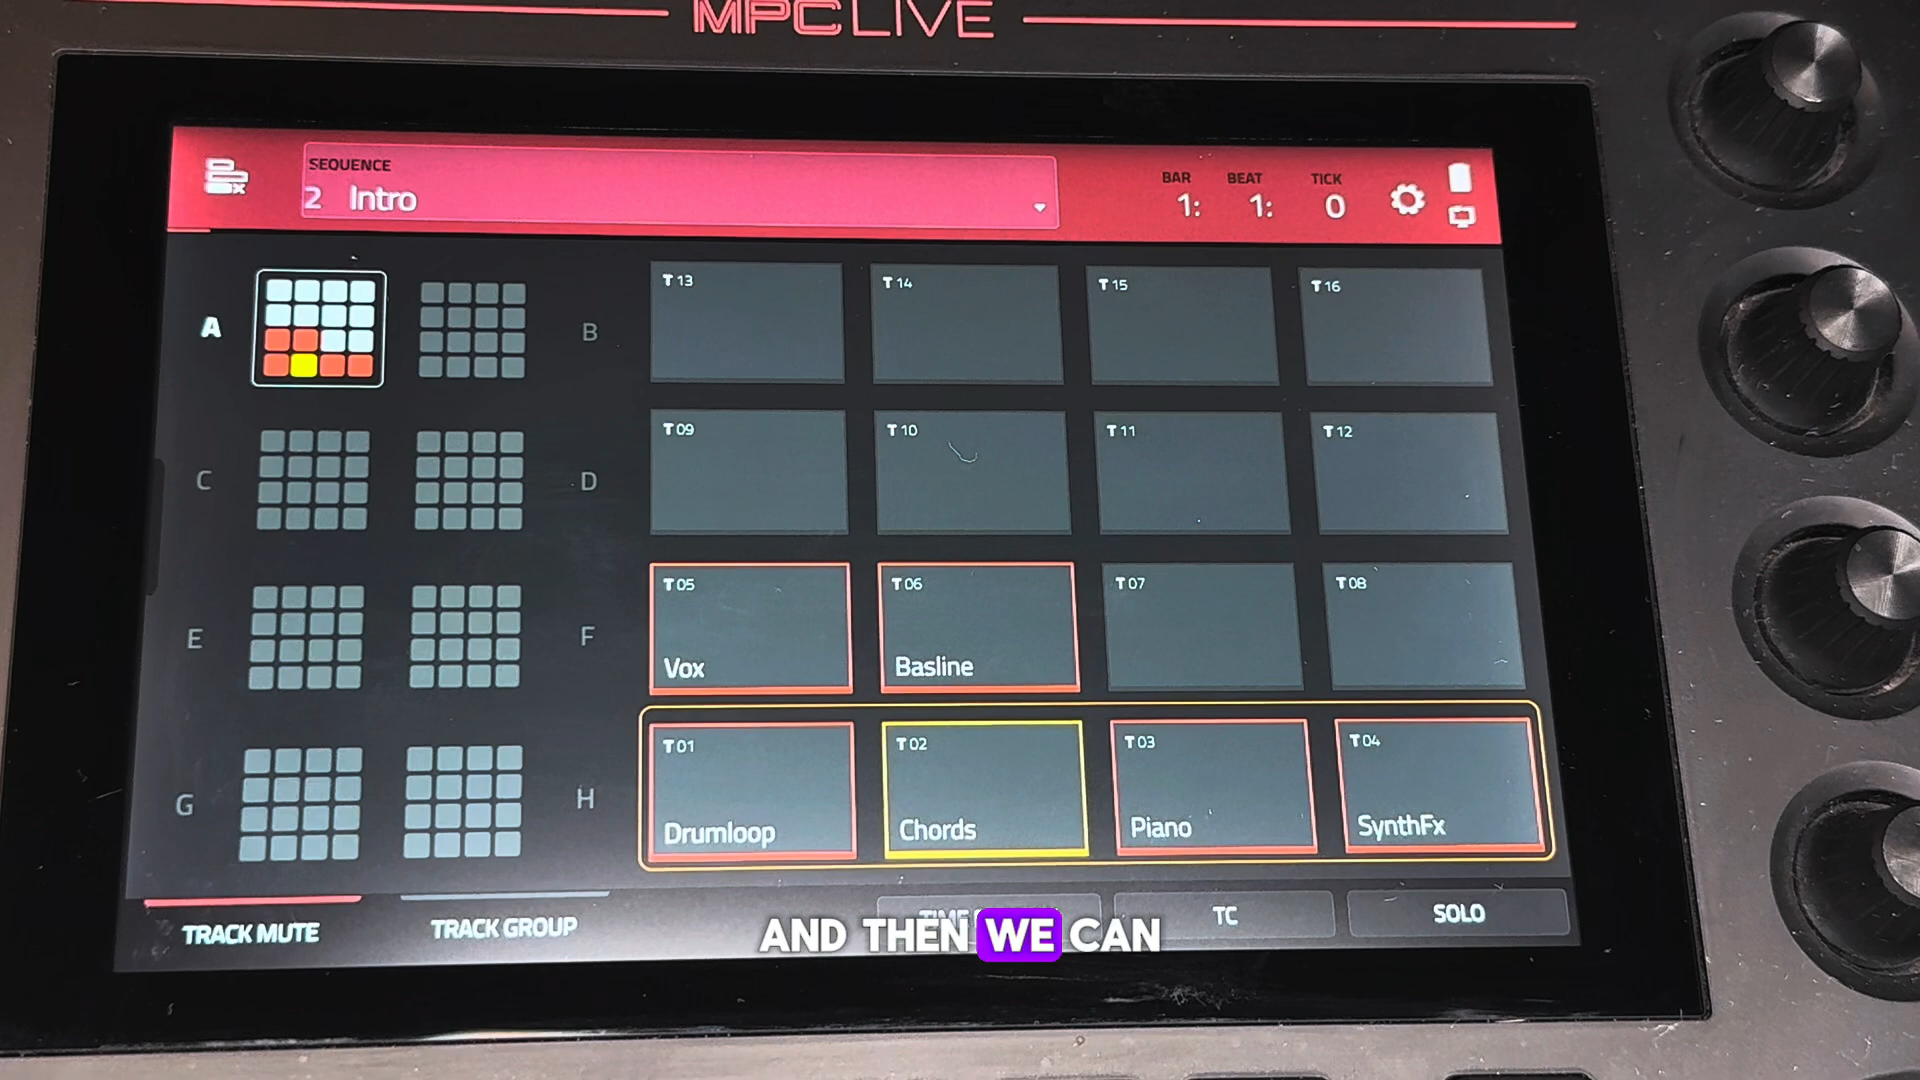 MPC LIVE
SEQUENCE
2 Intro
BAR BEAT TICK
1: 1: 0
A B
T 13 T 14 T 15 T 16
C D
T 09 T 10 T 11 T 12
E F
T 05 T 06 T 07 T 08
Vox Basline
G H
T 01 T 02 T 03 T 04
Drumloop Chords Piano SynthFx
TRACK MUTE TRACK GROUP TC SOLO
AND THEN WE CAN